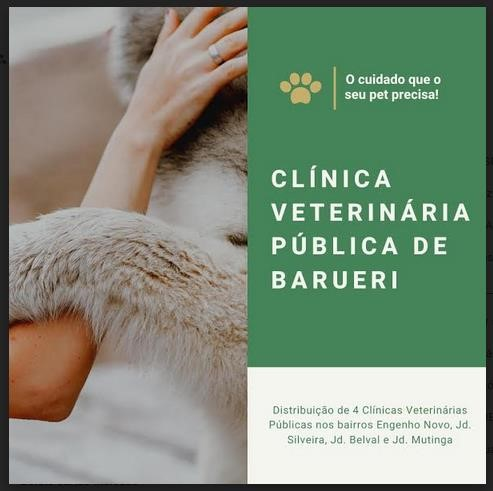 O cuidado que o
seu pet precisa!
CLÍNICA
VETERINÁRIA
PÚBLICA DE
BARUERI
Distribuição de 4 Clínicas Veterinárias
Públicas nos bairros Engenho Novo, Jd.
Silveira, Jd. Belval e Jd. Mutinga